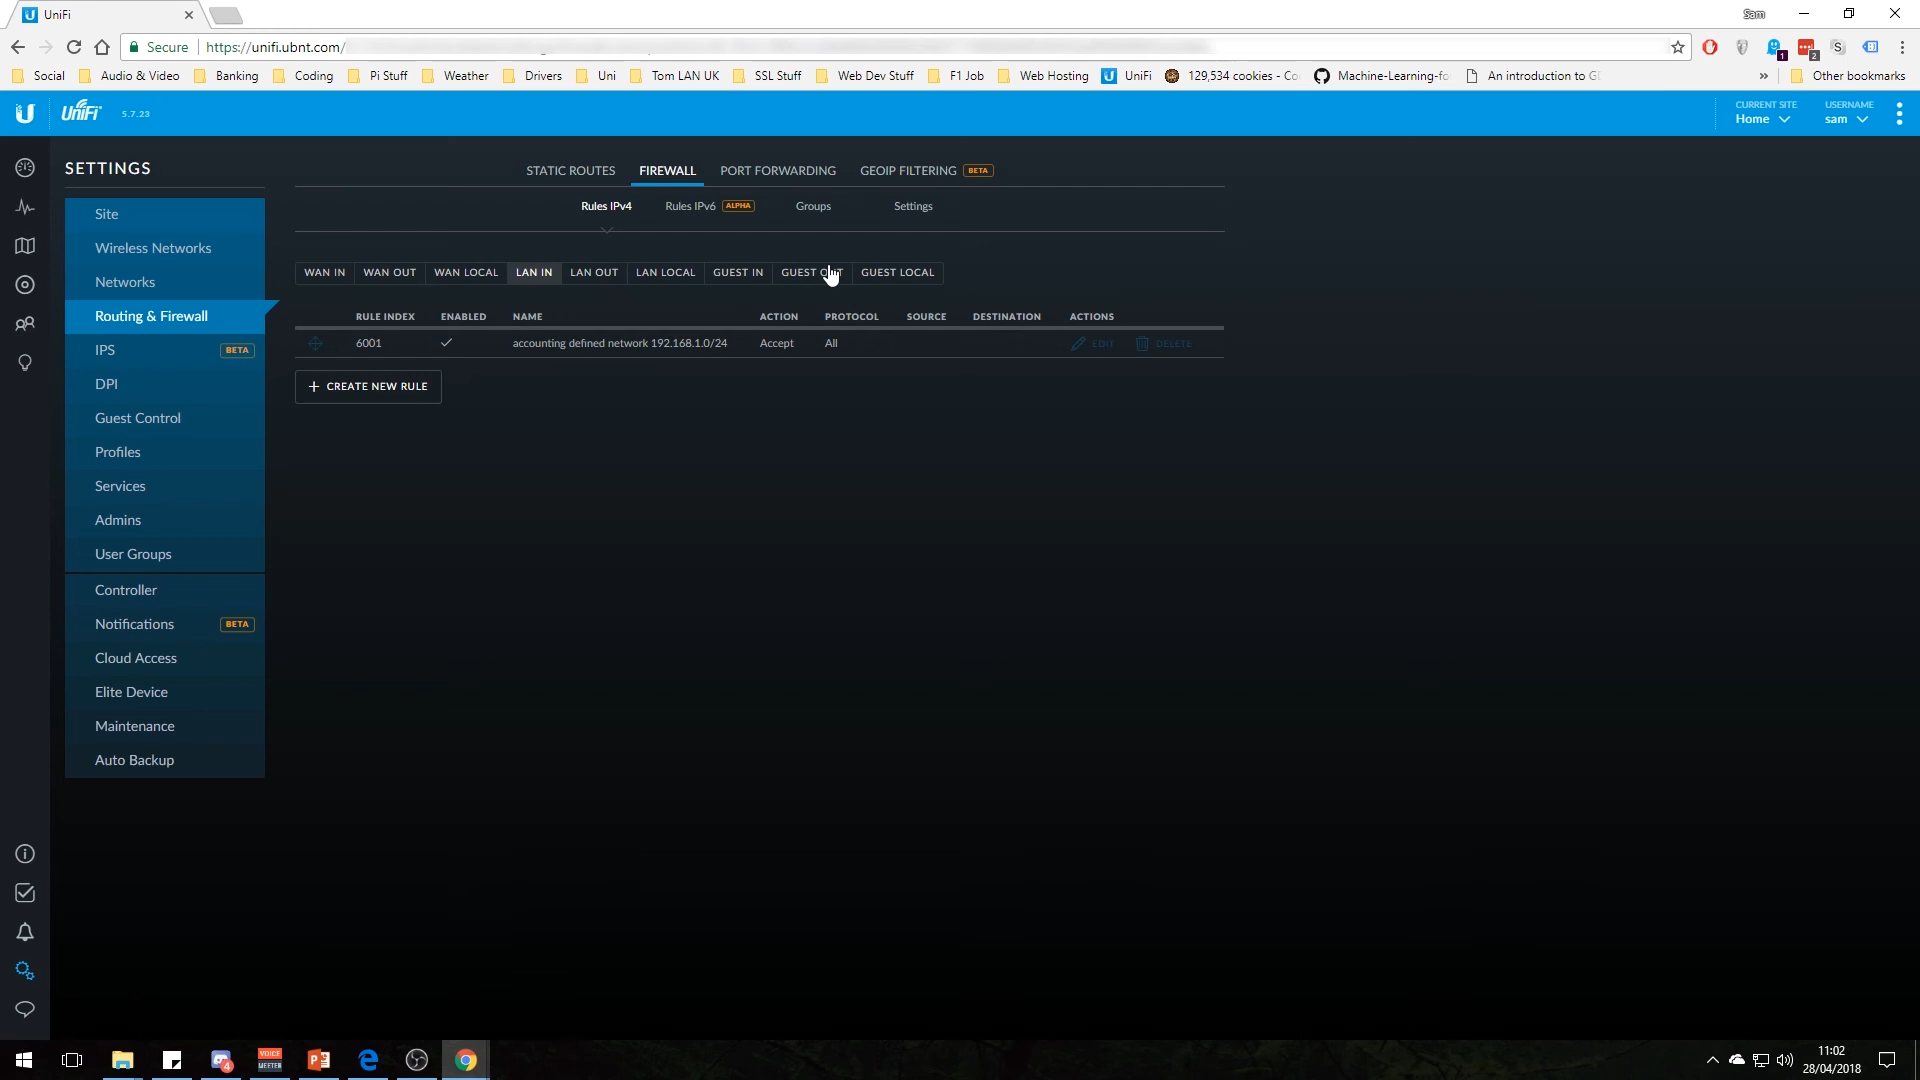 UniFi
Sam
Secure
https://unifi.ubnt.com/
1
2
S
Social
Audio & Video
Banking
Coding
Pi Stuff
Weather
Drivers
Uni
Tom LAN UK
SSL Stuff
Web Dev Stuff
F1 Job
Web Hosting
UniFi
129,534 cookies - Co
Machine-Learning-fo
An introduction to G
Other bookmarks
UniFi
5.7.23
CURRENT SITE
Home
USERNAME
sam
SETTINGS
Site
Wireless Networks
Networks
Routing & Firewall
IPS BETA
DPI
Guest Control
Profiles
Services
Admins
User Groups
Controller
Notifications BETA
Cloud Access
Elite Device
Maintenance
Auto Backup
STATIC ROUTES FIREWALL PORT FORWARDING GEOIP FILTERING BETA
Rules IPv4 Rules IPv6 ALPHA Groups Settings
WAN IN WAN OUT WAN LOCAL LAN IN LAN OUT LAN LOCAL GUEST IN GUEST OUT GUEST LOCAL
RULE INDEX ENABLED NAME ACTION PROTOCOL SOURCE DESTINATION ACTIONS
6001 accounting defined network 192.168.1.0/24 Accept All EDIT DELETE
+ CREATE NEW RULE
4
VOICE
MEETER
11:02
28/04/2018